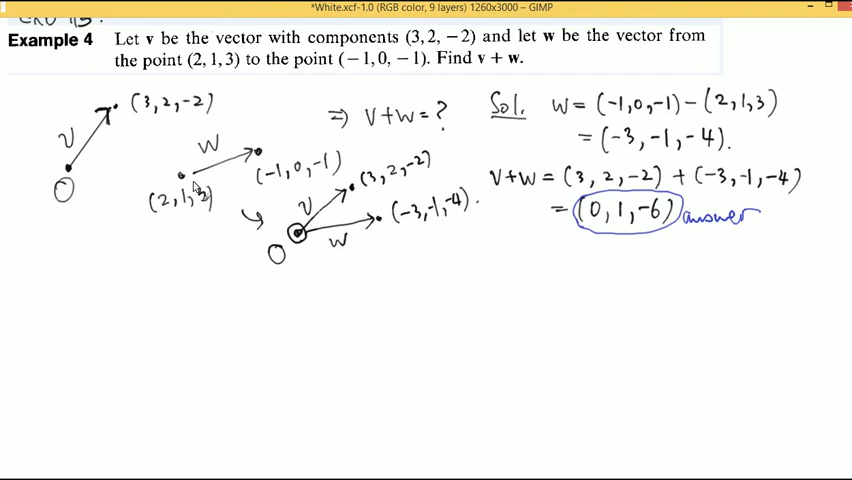 *White.xcf-1.0 (RGB color, 9 layers) 1260x3000 – GIMP
Example 4 Let v be the vector with components (3, 2, −2) and let w be the vector from
the point (2, 1, 3) to the point (−1, 0, −1). Find v + w.
V
(3, 2, -2)
O
W
(2, 1, 3)
(-1, 0, -1)
⇒ V+W = ?
V
(3, 2, -2)
W
(-3, -1, -4).
O
Sol. W = (-1, 0, -1) - (2, 1, 3)
= (-3, -1, -4).
V+W = (3, 2, -2) + (-3, -1, -4)
= (0, 1, -6) answer